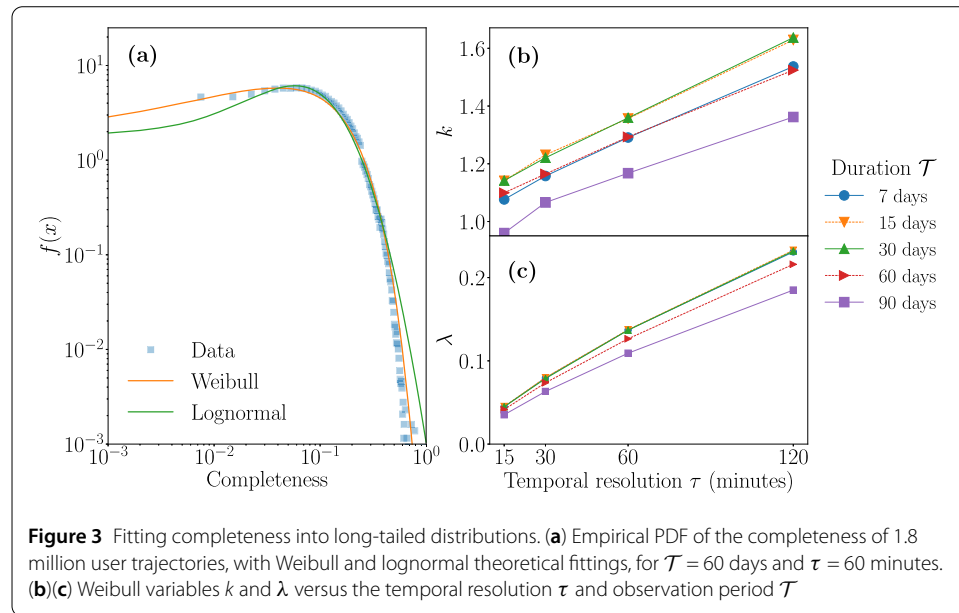 (a)
10^1
10^0
10^−1
10^−2
10^−3
f(x)
Data
Weibull
Lognormal
10^−3
10^−2
10^−1
10^0
Completeness
(b)
1.6
1.4
1.2
1.0
k
(c)
0.2
0.1
0.0
λ
15
30
60
120
Temporal resolution τ (minutes)
Duration 𝒯
7 days
15 days
30 days
60 days
90 days
Figure 3 Fitting completeness into long-tailed distributions. (a) Empirical PDF of the completeness of 1.8
million user trajectories, with Weibull and lognormal theoretical fittings, for 𝒯 = 60 days and τ = 60 minutes.
(b)(c) Weibull variables k and λ versus the temporal resolution τ and observation period 𝒯